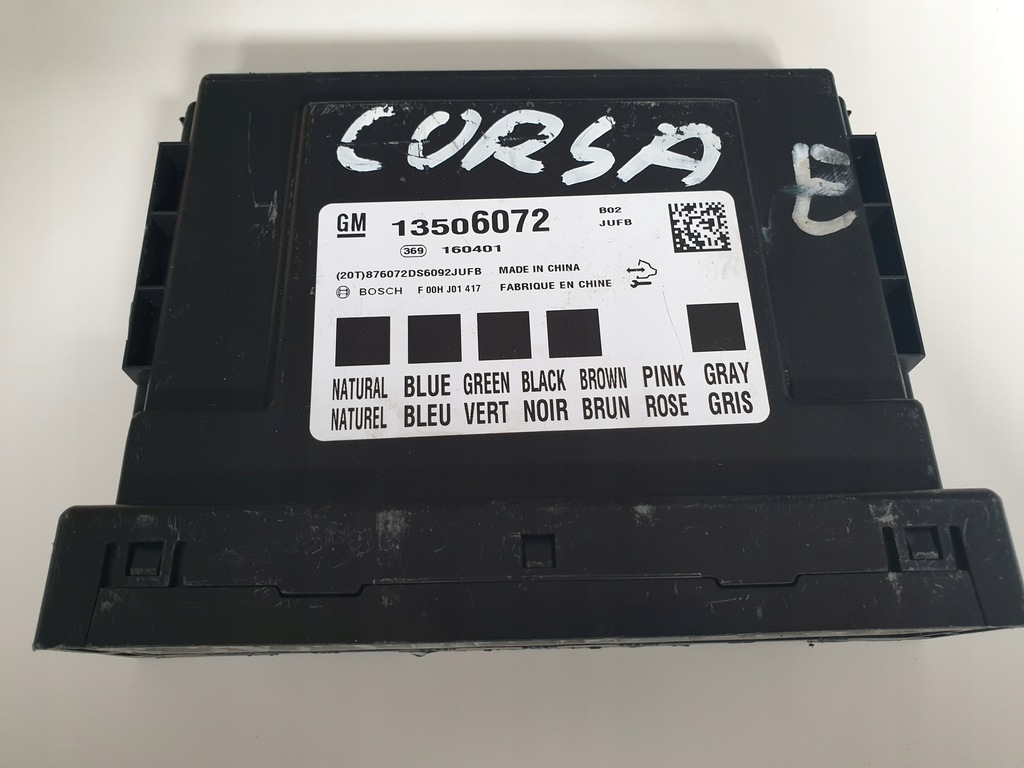 CORSA E
GM 13506072 B02
JUFB
369 160401
(20T)876072DS6092JUFB MADE IN CHINA
BOSCH F 00H J01 417 FABRIQUE EN CHINE
NATURAL BLUE GREEN BLACK BROWN PINK GRAY
NATUREL BLEU VERT NOIR BRUN ROSE GRIS